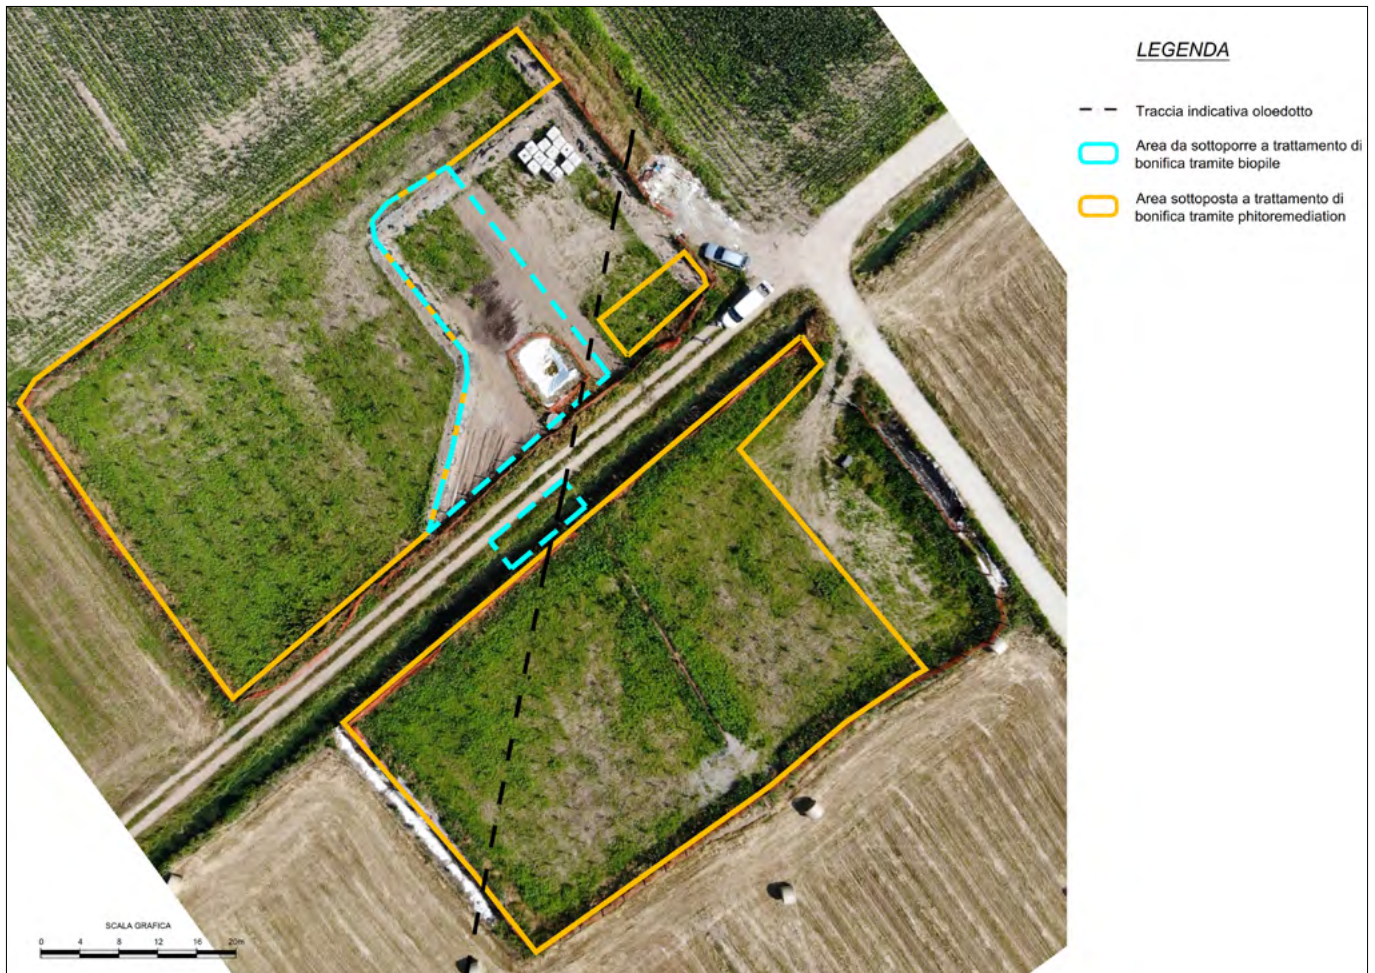 LEGENDA
Traccia indicativa oloedotto
Area da sottoporre a trattamento di
bonifica tramite biopile
Area sottoposta a trattamento di
bonifica tramite phitoremediation
SCALA GRAFICA
0 4 8 12 16 20m